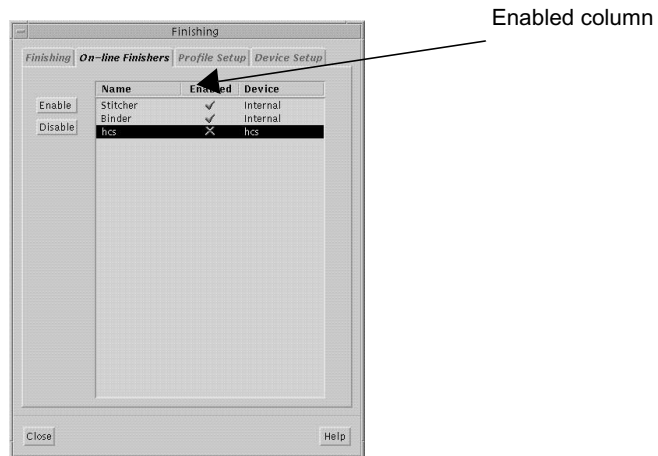 Enabled column
Finishing
Finishing On-line Finishers Profile Setup Device Setup
Name Enabled Device
Enable
Disable
Stitcher Internal
Binder Internal
hcs hcs
Close Help